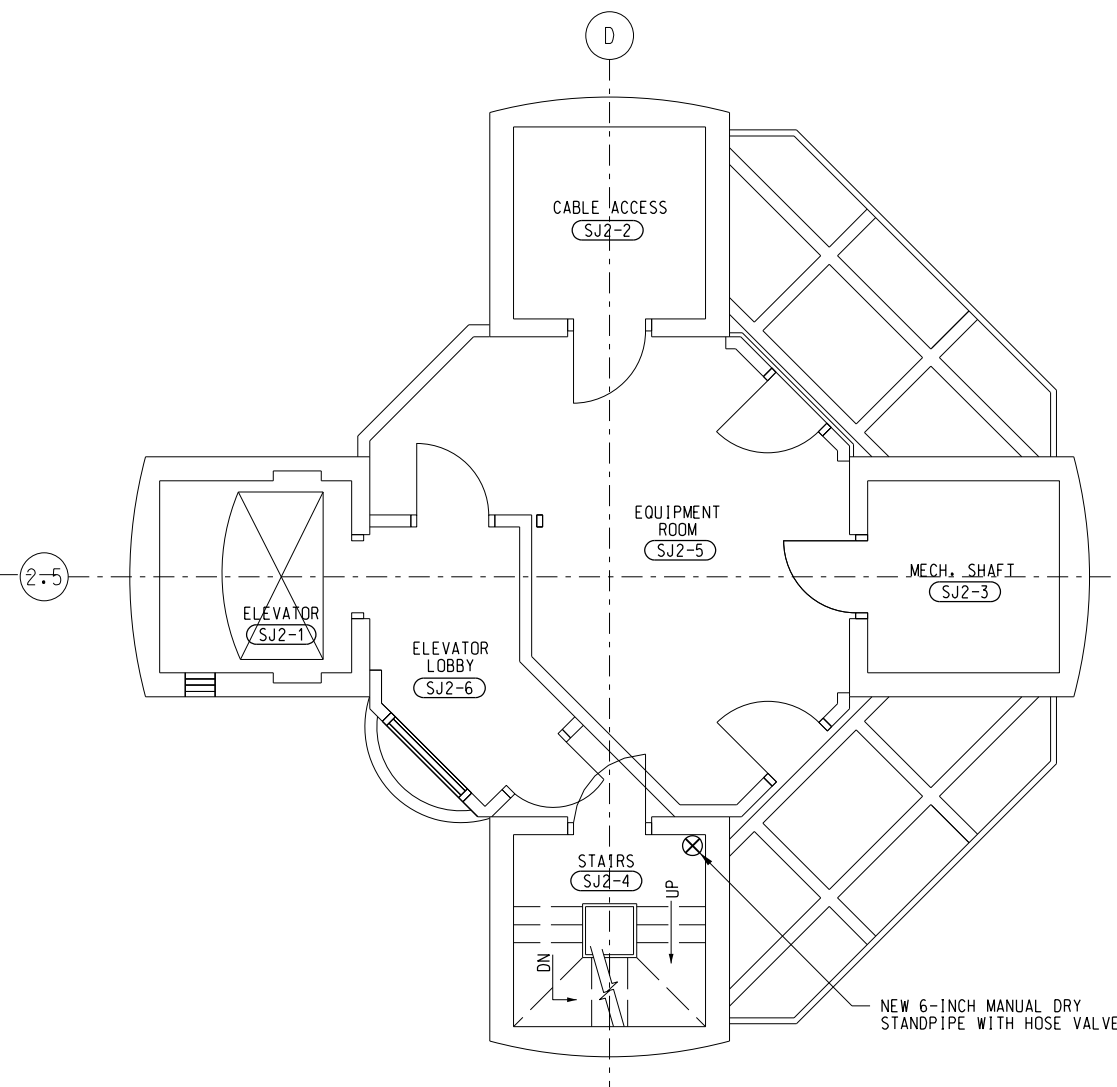 D
CABLE ACCESS
SJ2-2
EQUIPMENT
ROOM
SJ2-5
2.5
MECH. SHAFT
SJ2-3
ELEVATOR
SJ2-1
ELEVATOR
LOBBY
SJ2-6
STAIRS
SJ2-4
UP
DN
NEW 6-INCH MANUAL DRY
STANDPIPE WITH HOSE VALVE